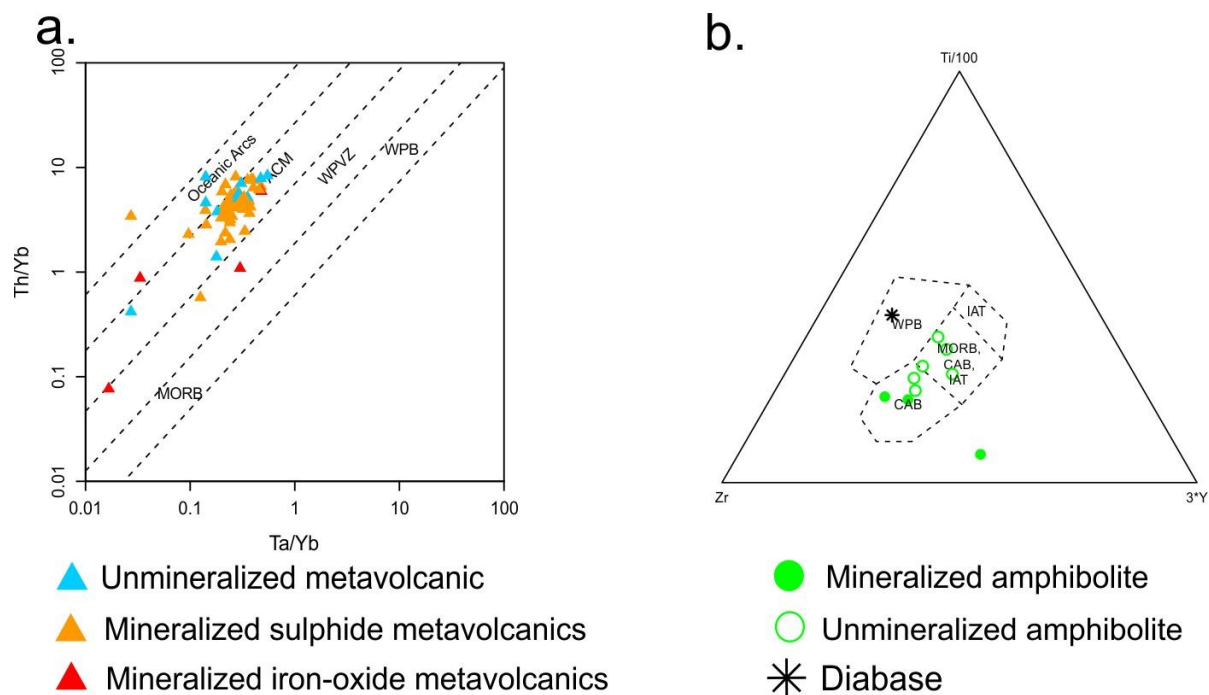 a.
100
10
1
0.1
0.01
Th/Yb
0.01
0.1
1
10
100
Ta/Yb
Oceanic Arcs
ACM
WPVZ
WPB
MORB
b.
Ti/100
WPB
IAT
MORB,
CAB,
IAT
CAB
Zr
3*Y
Unmineralized metavolcanic
Mineralized sulphide metavolcanics
Mineralized iron-oxide metavolcanics
Mineralized amphibolite
Unmineralized amphibolite
Diabase